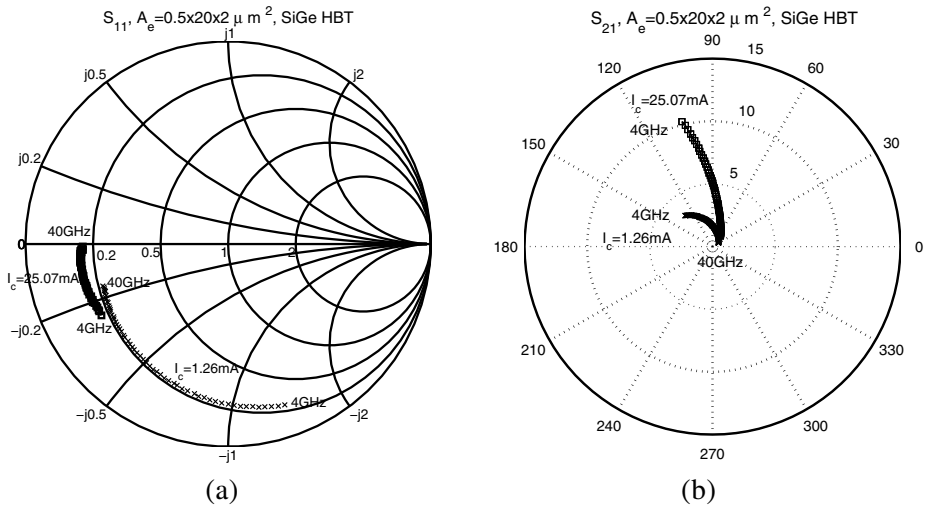 S11, Ae=0.5x20x2 μ m 2, SiGe HBT
j1
j0.5
j2
j0.2
40GHz
0
0.2
0.5
1
2
Ic=25.07mA
40GHz
−j0.2
4GHz
Ic=1.26mA
4GHz
−j0.5
−j2
−j1
(a)
S21, Ae=0.5x20x2 μ m 2, SiGe HBT
90
15
120
60
Ic=25.07mA
10
4GHz
150
30
5
4GHz
Ic=1.26mA
180
0
40GHz
210
330
240
300
270
(b)